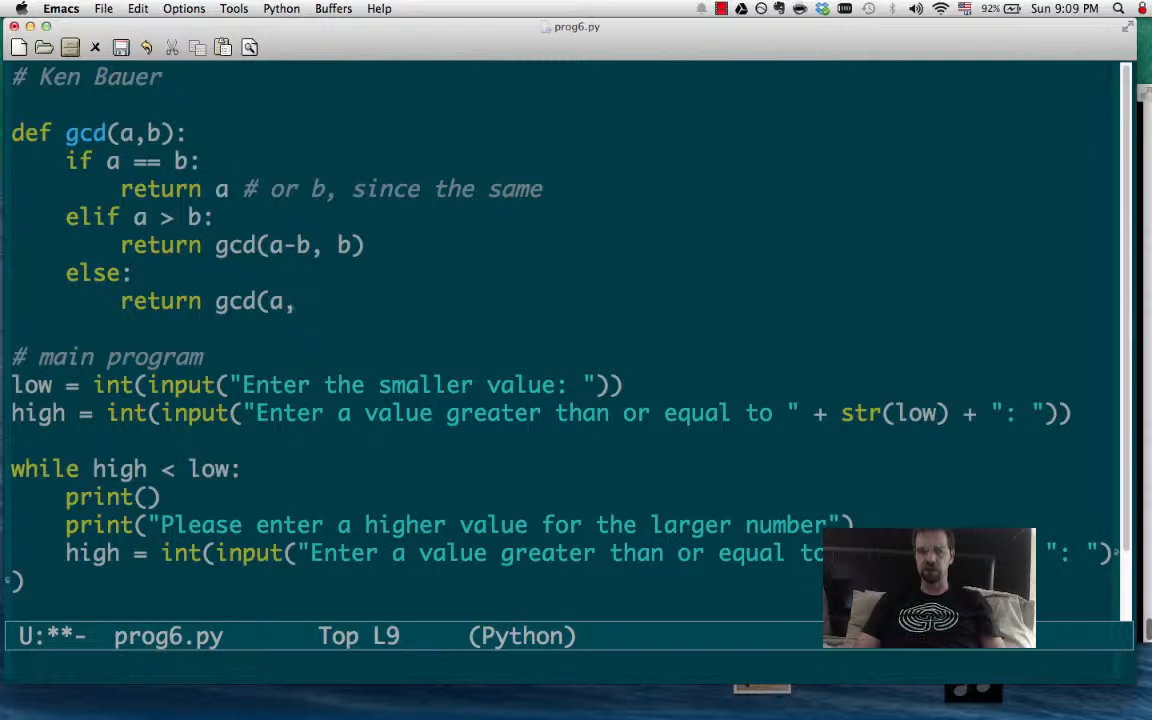 Emacs File Edit Options Tools Python Buffers Help 92% Sun 9:09 PM
prog6.py
# Ken Bauer
def gcd(a,b):
if a == b:
return a # or b, since the same
elif a > b:
return gcd(a-b, b)
else:
return gcd(a,
# main program
low = int(input("Enter the smaller value: "))
high = int(input("Enter a value greater than or equal to " + str(low) + ": "))
while high < low:
print()
print("Please enter a higher value for the larger number")
high = int(input("Enter a value greater than or equal to ": ")
)
U:**- prog6.py Top L9 (Python)